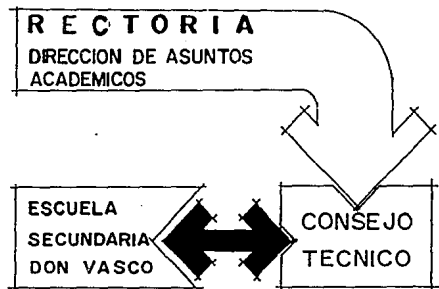 RECTORIA
DIRECCION DE ASUNTOS
ACADEMICOS
ESCUELA
SECUNDARIA
DON VASCO
CONSEJO
TECNICO